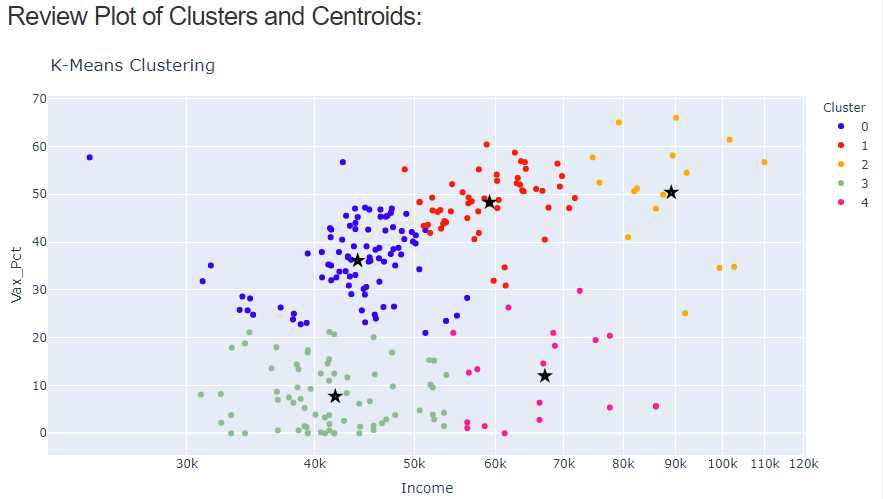 Review Plot of Clusters and Centroids:
K-Means Clustering
70
60
50
40
30
20
10
0
Vax_Pct
30k 40k 50k 60k 70k 80k 90k 100k 110k 120k
Income
Cluster
0
1
2
3
4